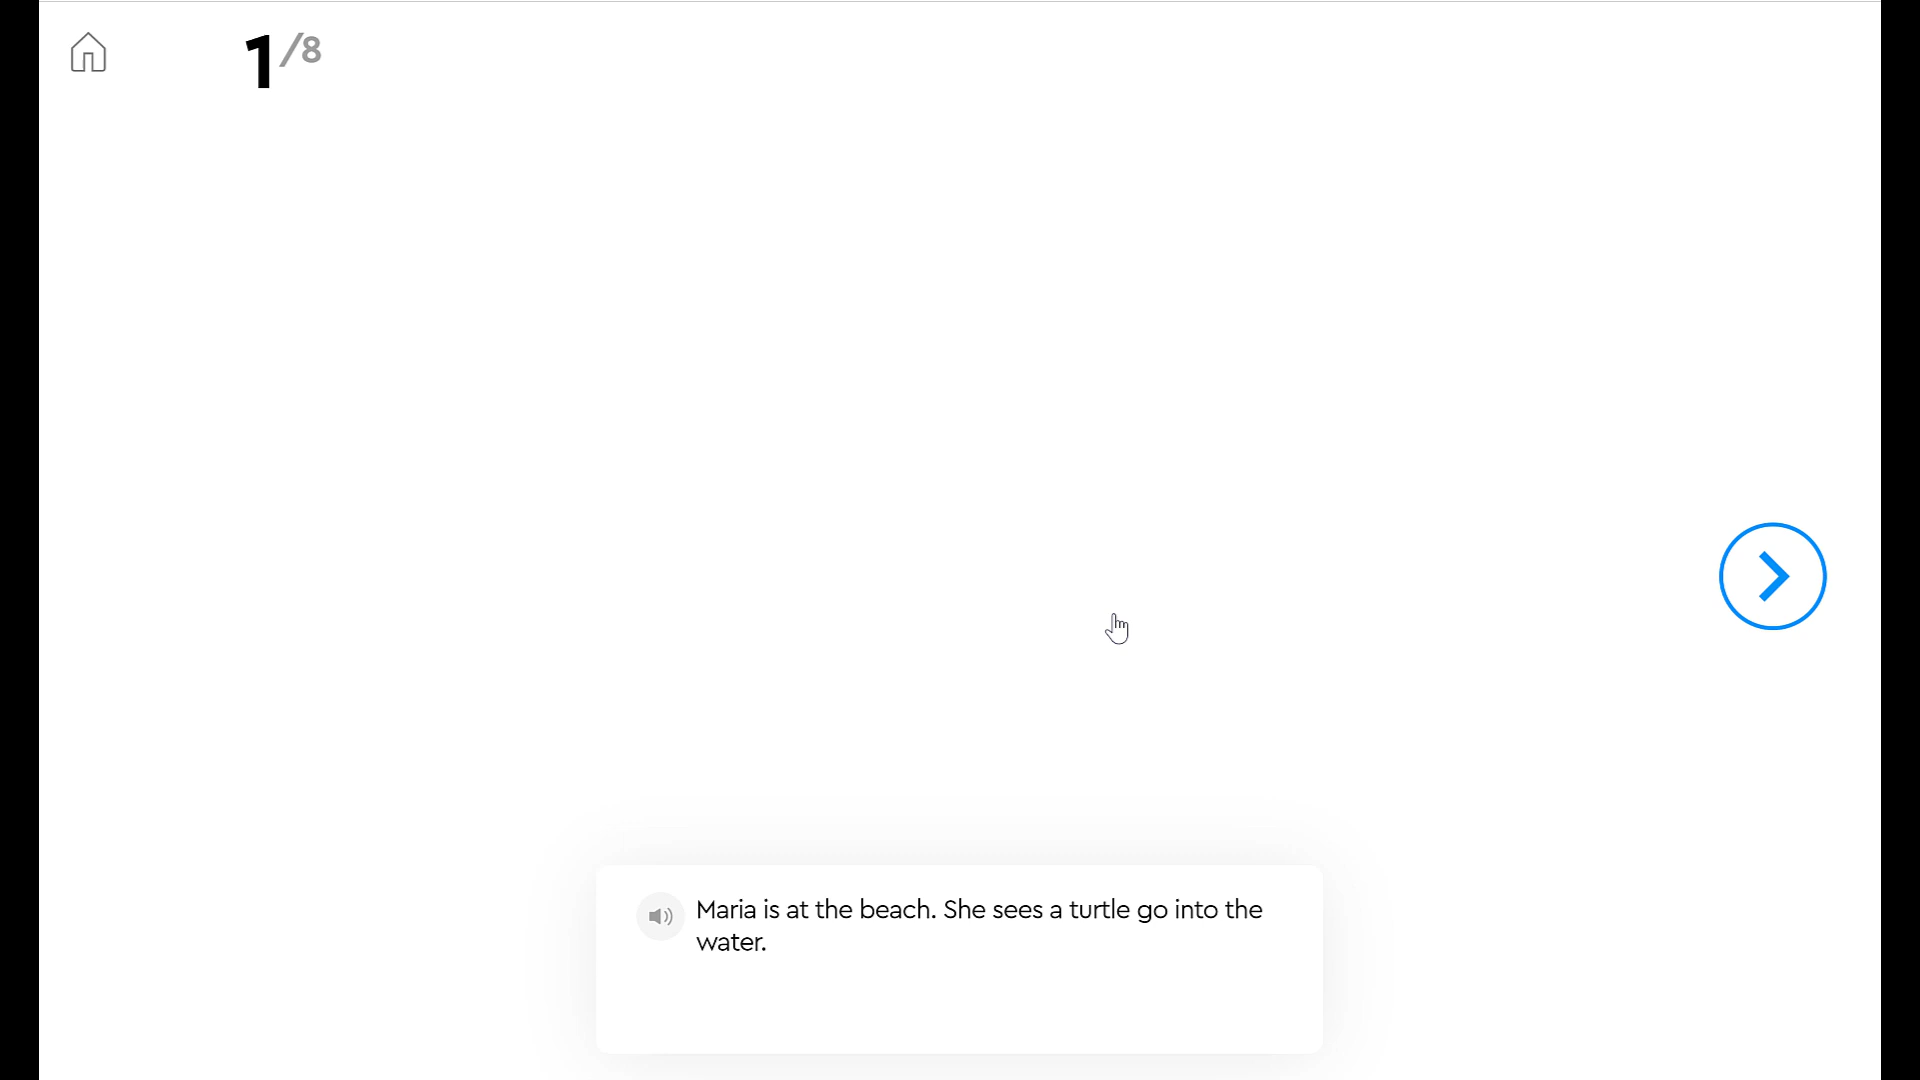 1/8
Maria is at the beach. She sees a turtle go into the
water.